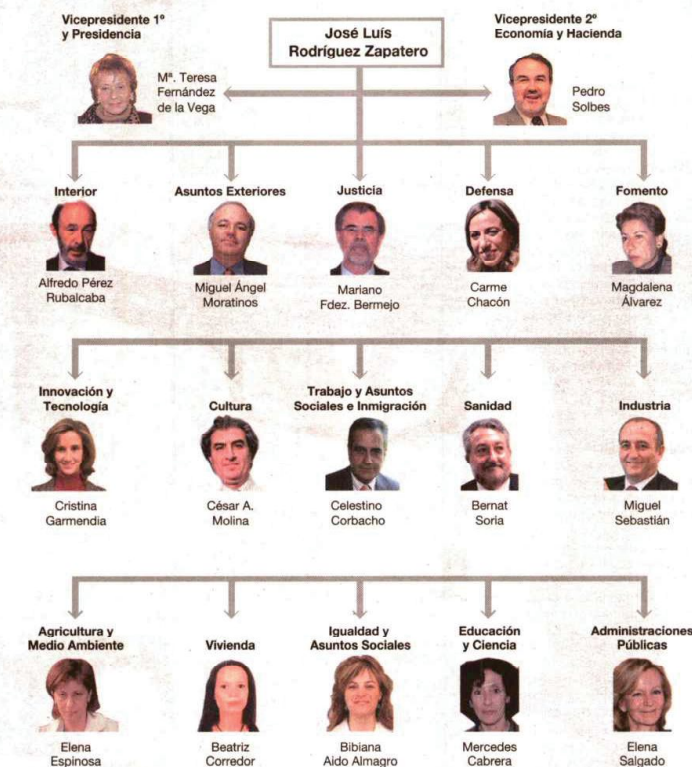 Vicepresidente 1º
y Presidencia
José Luís
Rodríguez Zapatero
Vicepresidente 2º
Economía y Hacienda
Mª. Teresa
Fernández
de la Vega
Pedro
Solbes
Interior
Asuntos Exteriores
Justicia
Defensa
Fomento
Alfredo Pérez
Rubalcaba
Miguel Ángel
Moratinos
Mariano
Fdez. Bermejo
Carme
Chacón
Magdalena
Álvarez
Innovación y
Tecnología
Cultura
Trabajo y Asuntos
Sociales e Inmigración
Sanidad
Industria
Cristina
Garmendia
César A.
Molina
Celestino
Corbacho
Bernat
Soria
Miguel
Sebastián
Agricultura y
Medio Ambiente
Vivienda
Igualdad y
Asuntos Sociales
Educación
y Ciencia
Administraciones
Públicas
Elena
Espinosa
Beatriz
Corredor
Bibiana
Aido Almagro
Mercedes
Cabrera
Elena
Salgado